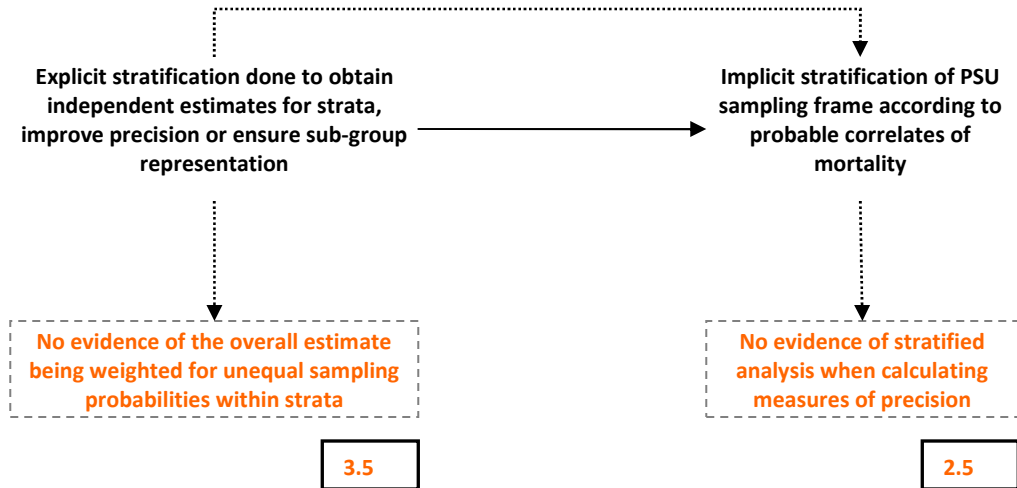 Explicit stratification done to obtain
independent estimates for strata,
improve precision or ensure sub-group
representation
Implicit stratification of PSU
sampling frame according to
probable correlates of
mortality
No evidence of the overall estimate
being weighted for unequal sampling
probabilities within strata
No evidence of stratified
analysis when calculating
measures of precision
3.5
2.5